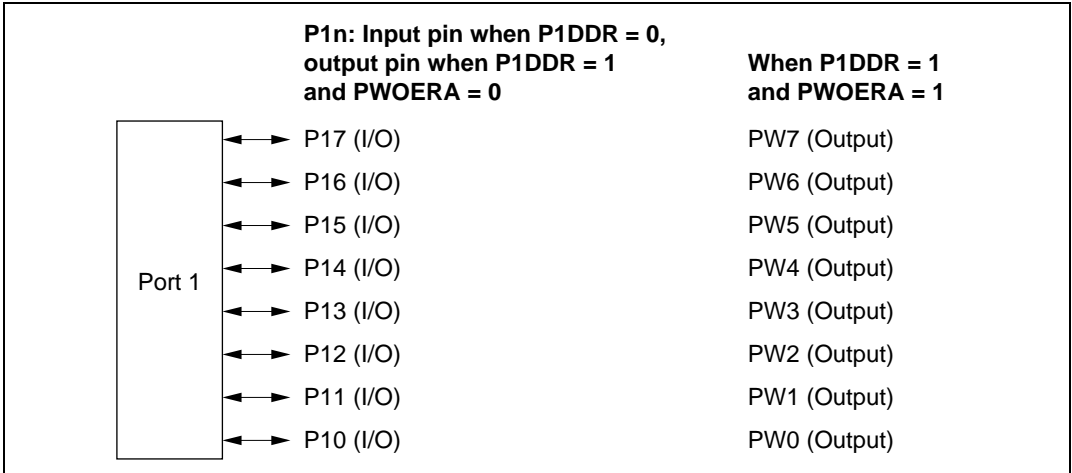 P1n: Input pin when P1DDR = 0,
output pin when P1DDR = 1
and PWOERA = 0
When P1DDR = 1
and PWOERA = 1
Port 1
P17 (I/O)
PW7 (Output)
P16 (I/O)
PW6 (Output)
P15 (I/O)
PW5 (Output)
P14 (I/O)
PW4 (Output)
P13 (I/O)
PW3 (Output)
P12 (I/O)
PW2 (Output)
P11 (I/O)
PW1 (Output)
P10 (I/O)
PW0 (Output)